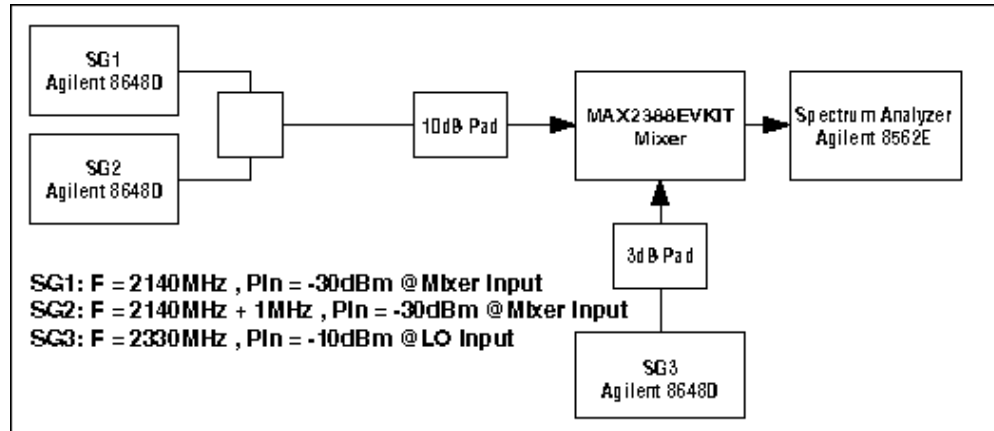 SG1
Agilent 8648D
SG2
Agilent 8648D
10dB Pad
MAX2388EVKIT
Mixer
Spectrum Analyzer
Agilent 8562E
3dB Pad
SG1: F = 2140MHz , Pin = -30dBm @Mixer Input
SG2: F = 2140MHz + 1MHz , Pin = -30dBm @Mixer Input
SG3: F = 2330MHz , Pin = -10dBm @LO Input
SG3
Agilent 8648D